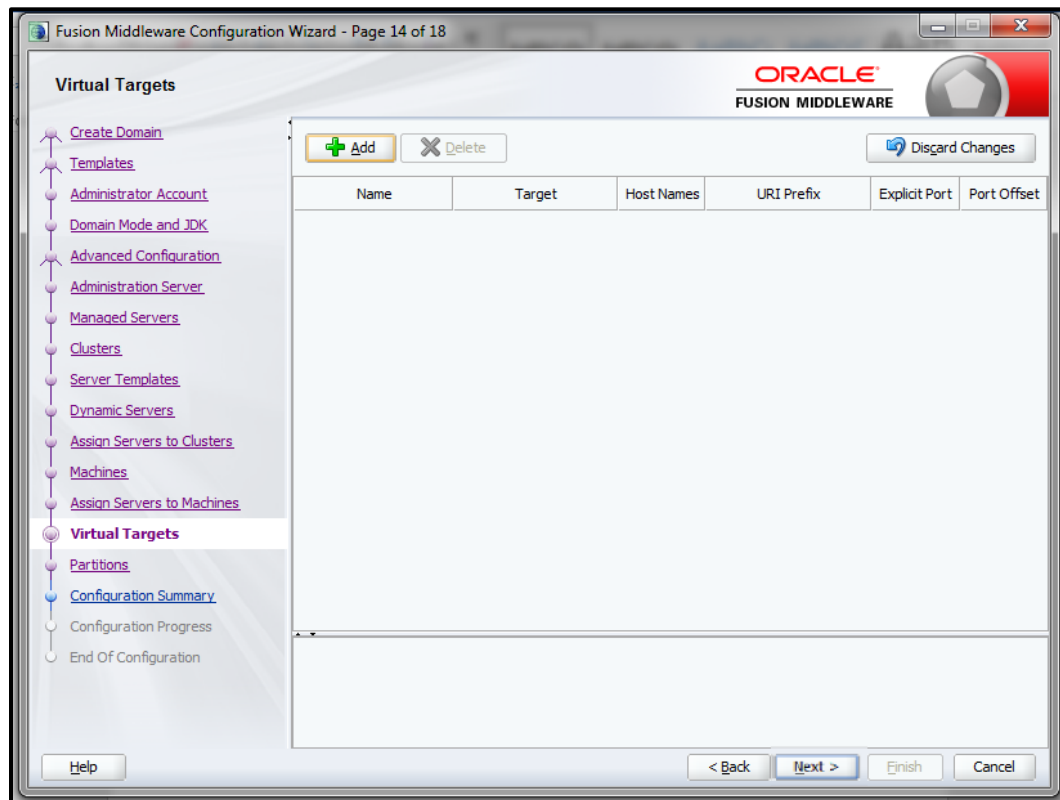 Fusion Middleware Configuration Wizard - Page 14 of 18
Virtual Targets
ORACLE
FUSION MIDDLEWARE
Create Domain
Templates
Administrator Account
Domain Mode and JDK
Advanced Configuration
Administration Server
Managed Servers
Clusters
Server Templates
Dynamic Servers
Assign Servers to Clusters
Machines
Assign Servers to Machines
Virtual Targets
Partitions
Configuration Summary
Configuration Progress
End Of Configuration
Add Delete Discard Changes
Name Target Host Names URI Prefix Explicit Port Port Offset
Help < Back Next > Finish Cancel